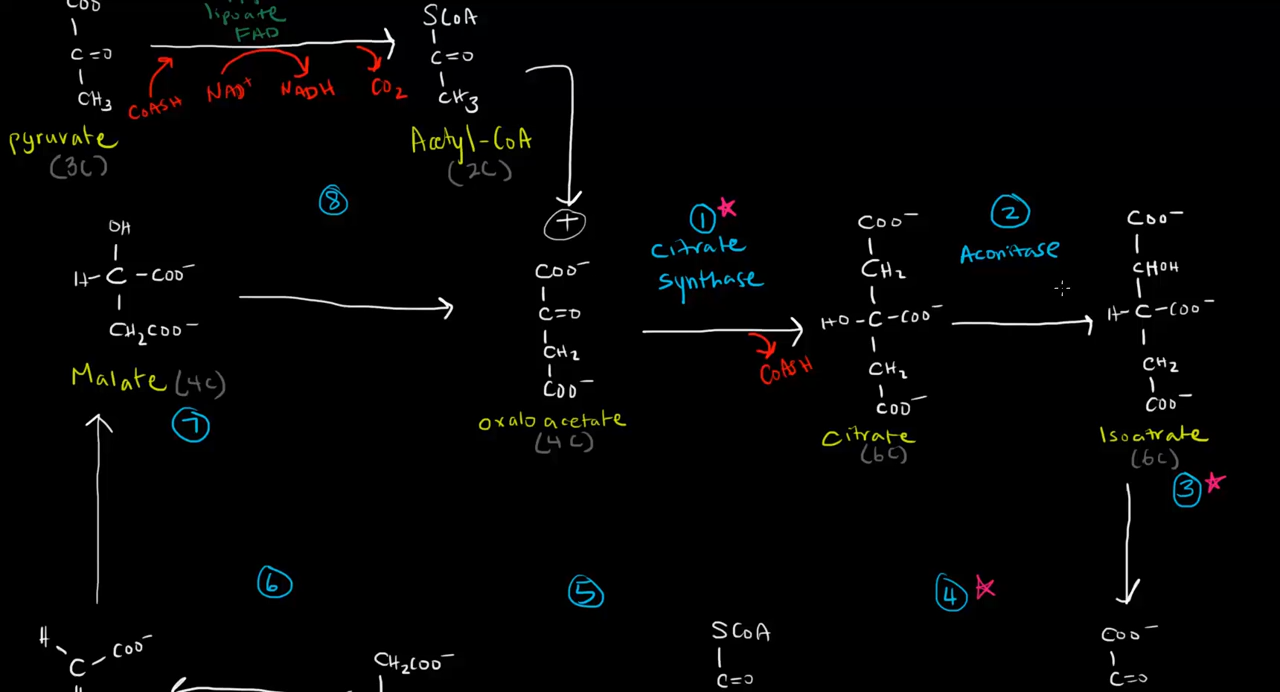 COO
lipoate
FAD
C=O
CH3
CoASH
NAD+
NADH
CO2
pyruvate
(3C)
SCoA
C=O
CH3
Acetyl-CoA
(2C)
8
OH
H-C-COO-
CH2COO-
Malate (4C)
7
+
COO-
C=O
CH2
COO-
oxaloacetate
(4C)
1
Citrate
Synthase
CoASH
COO-
CH2
HO-C-COO-
CH2
COO-
Citrate
(6C)
2
Aconitase
COO-
CHOH
H-C-COO-
CH2
COO-
Isocitrate
(6C)
3
6
5
4
H
COO-
C
H
CH2COO-
SCoA
C=O
COO-
C=O